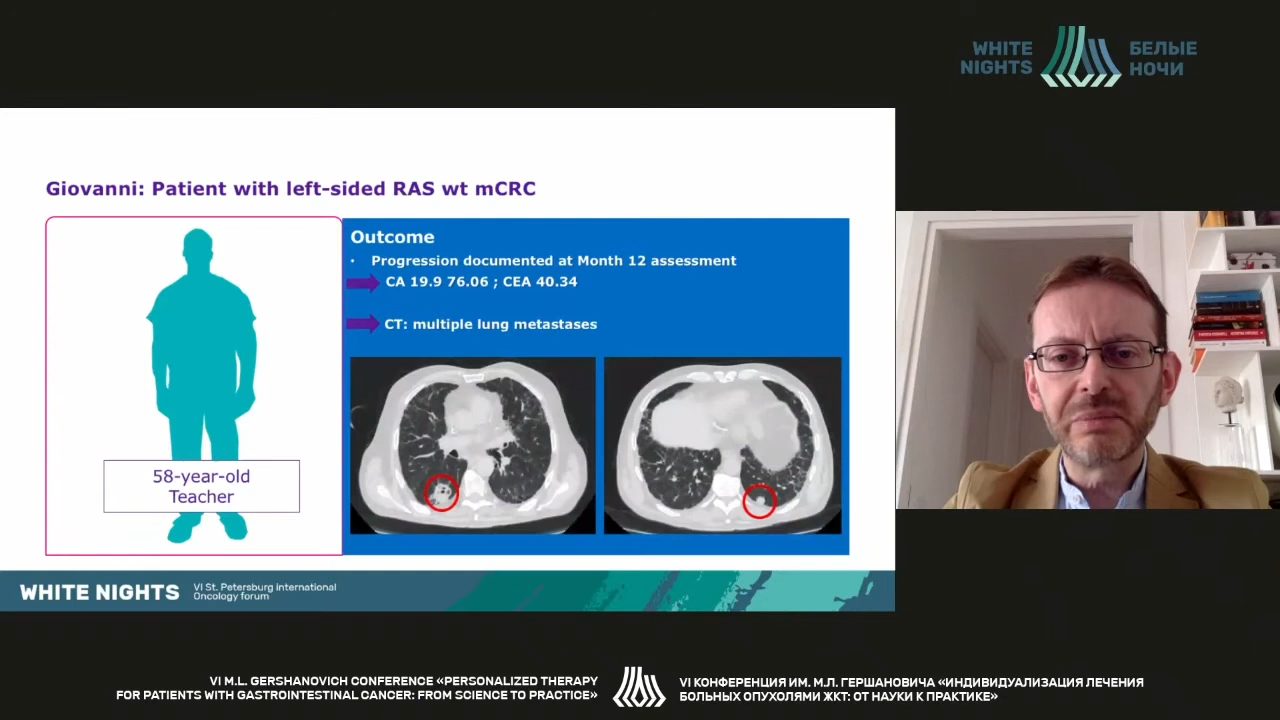 WHITE
NIGHTS
БЕЛЫЕ
НОЧИ
Giovanni: Patient with left-sided RAS wt mCRC
58-year-old
Teacher
Outcome
• Progression documented at Month 12 assessment
CA 19.9 76.06 ; CEA 40.34
CT: multiple lung metastases
WHITE NIGHTS
VI St. Petersburg international
Oncology forum
VI M.L. GERSHANOVICH CONFERENCE «PERSONALIZED THERAPY
FOR PATIENTS WITH GASTROINTESTINAL CANCER: FROM SCIENCE TO PRACTICE»
VI КОНФЕРЕНЦИЯ ИМ. М.Л. ГЕРШАНОВИЧА «ИНДИВИДУАЛИЗАЦИЯ ЛЕЧЕНИЯ
БОЛЬНЫХ ОПУХОЛЯМИ ЖКТ: ОТ НАУКИ К ПРАКТИКЕ»